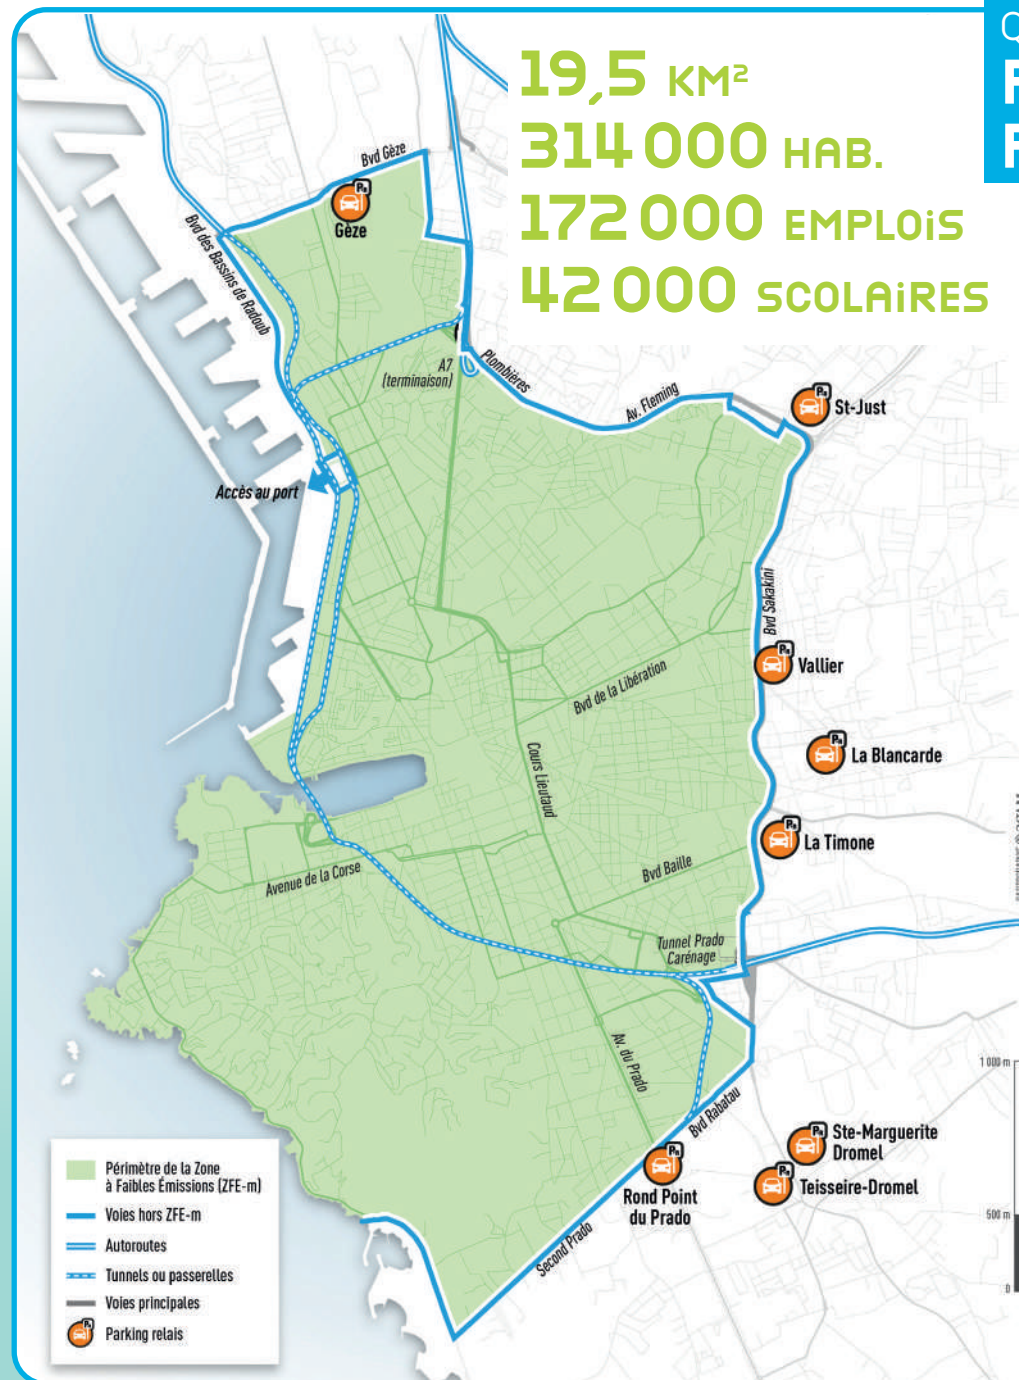 19,5 KM²
314 000 HAB.
172 000 EMPLOiS
42 000 SCOLAiRES
Bvd Gèze
Gèze
Bvd des Bassins de Radoub
A7
(terminaison)
Plombières
Av. Fleming
St-Just
Accès au port
Bvd Sakakini
Vallier
Bvd de la Libération
La Blancarde
Cours Lieutaud
La Timone
Bvd Baille
Avenue de la Corse
Tunnel Prado
Carénage
Av. du Prado
1 000 m
Bvd Rabatau
Ste-Marguerite
Dromel
Teisseire-Dromel
Rond Point
du Prado
500 m
Second Prado
0
Périmètre de la Zone
à Faibles Émissions (ZFE-m)
Voies hors ZFE-m
Autoroutes
Tunnels ou passerelles
Voies principales
Parking relais